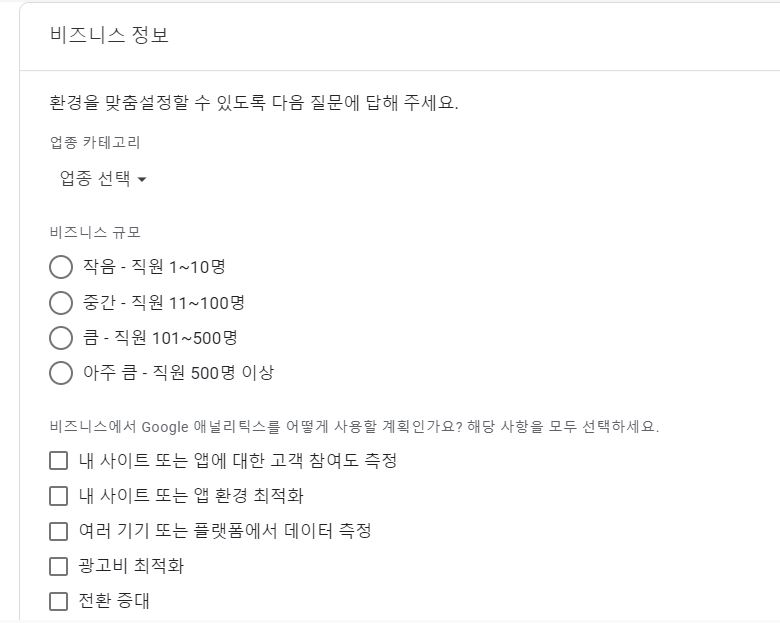 비즈니스 정보
환경을 맞춤설정할 수 있도록 다음 질문에 답해 주세요.
업종 카테고리
업종 선택
비즈니스 규모
작음 - 직원 1~10명
중간 - 직원 11~100명
큼 - 직원 101~500명
아주 큼 - 직원 500명 이상
비즈니스에서 Google 애널리틱스를 어떻게 사용할 계획인가요? 해당 사항을 모두 선택하세요.
내 사이트 또는 앱에 대한 고객 참여도 측정
내 사이트 또는 앱 환경 최적화
여러 기기 또는 플랫폼에서 데이터 측정
광고비 최적화
전환 증대